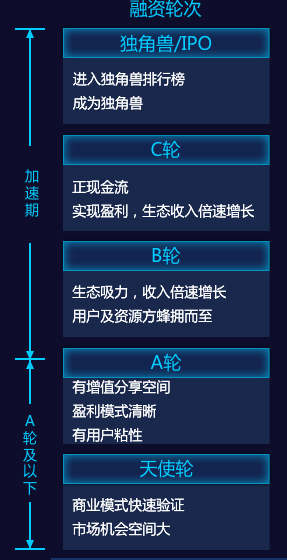 融资轮次
独角兽/IPO
进入独角兽排行榜
成为独角兽
C轮
正现金流
实现盈利，生态收入倍速增长
加速期
B轮
生态吸力，收入倍速增长
用户及资源方蜂拥而至
A轮
有增值分享空间
盈利模式清晰
有用户粘性
A轮及以下
天使轮
商业模式快速验证
市场机会空间大